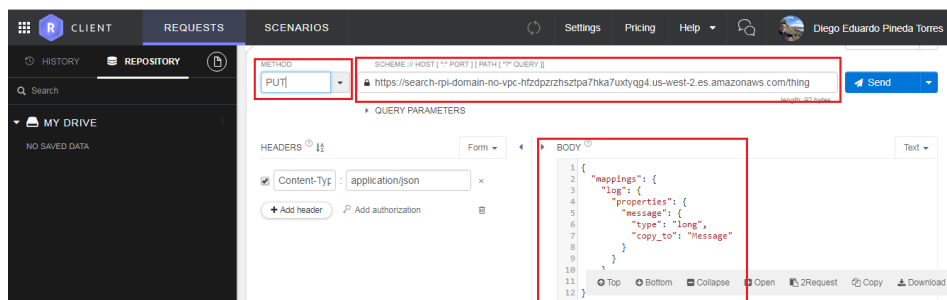 R CLIENT REQUESTS SCENARIOS Settings Pricing Help Diego Eduardo Pineda Torres
HISTORY REPOSITORY
METHOD SCHEME :// HOST [ ":" PORT ] [ PATH [ "?" QUERY ]]
PUT https://search-rpi-domain-no-vpc-hfzdpzrzhsztpa7hka7uxtyqg4.us-west-2.es.amazonaws.com/thing Send
Search
length: 92 bytes
QUERY PARAMETERS
MY DRIVE
NO SAVED DATA
HEADERS Form BODY Text
Content-Typ : application/json ×
+ Add header Add authorization
1 {
2 "mappings": {
3 "log": {
4 "properties": {
5 "message": {
6 "type": "long",
7 "copy_to": "Message"
8 }
9 }
10 }
11
12 }
Top Bottom Collapse Open 2Request Copy Download